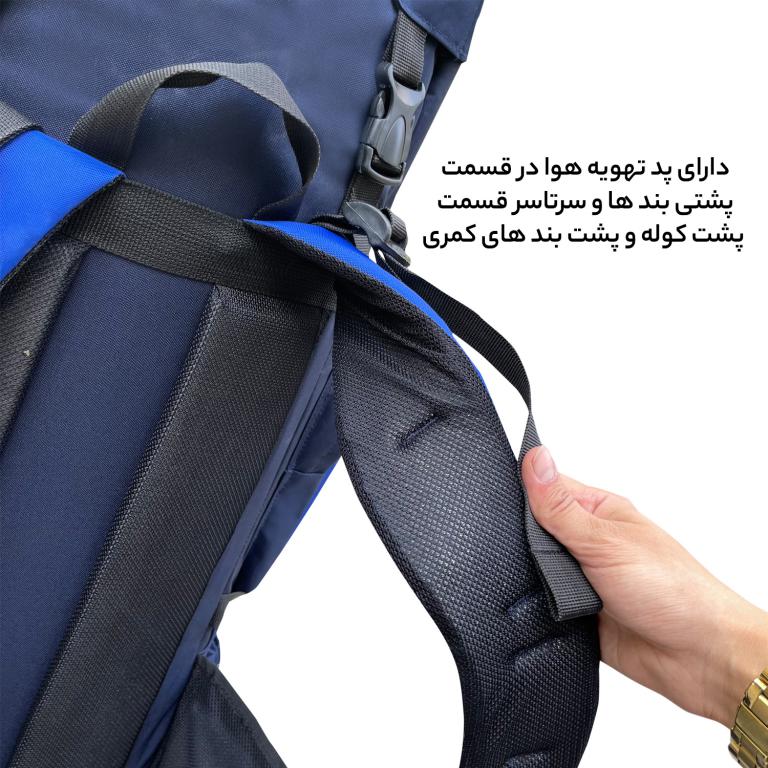 دارای پد تهویه هوا در قسمت
پشتی بند ها و سرتاسر قسمت
پشت کوله و پشت بند های کمری